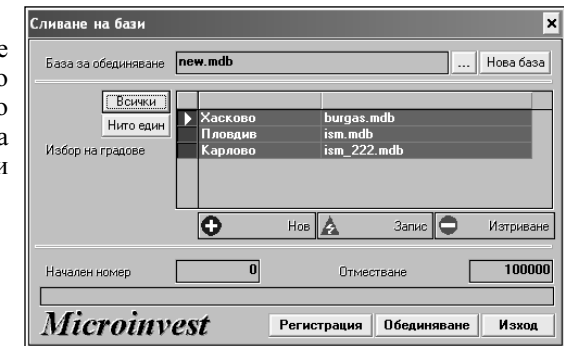 Сливане на бази
е
о
о
а
и
База за обединяване new.mdb ... Нова база
Всички
Нито един
Избор на градове
Хасково burgas.mdb
Пловдив ism.mdb
Карлово ism_222.mdb
Нов Запис Изтриване
Начален номер 0 Отместване 100000
Microinvest Регистрация Обединяване Изход